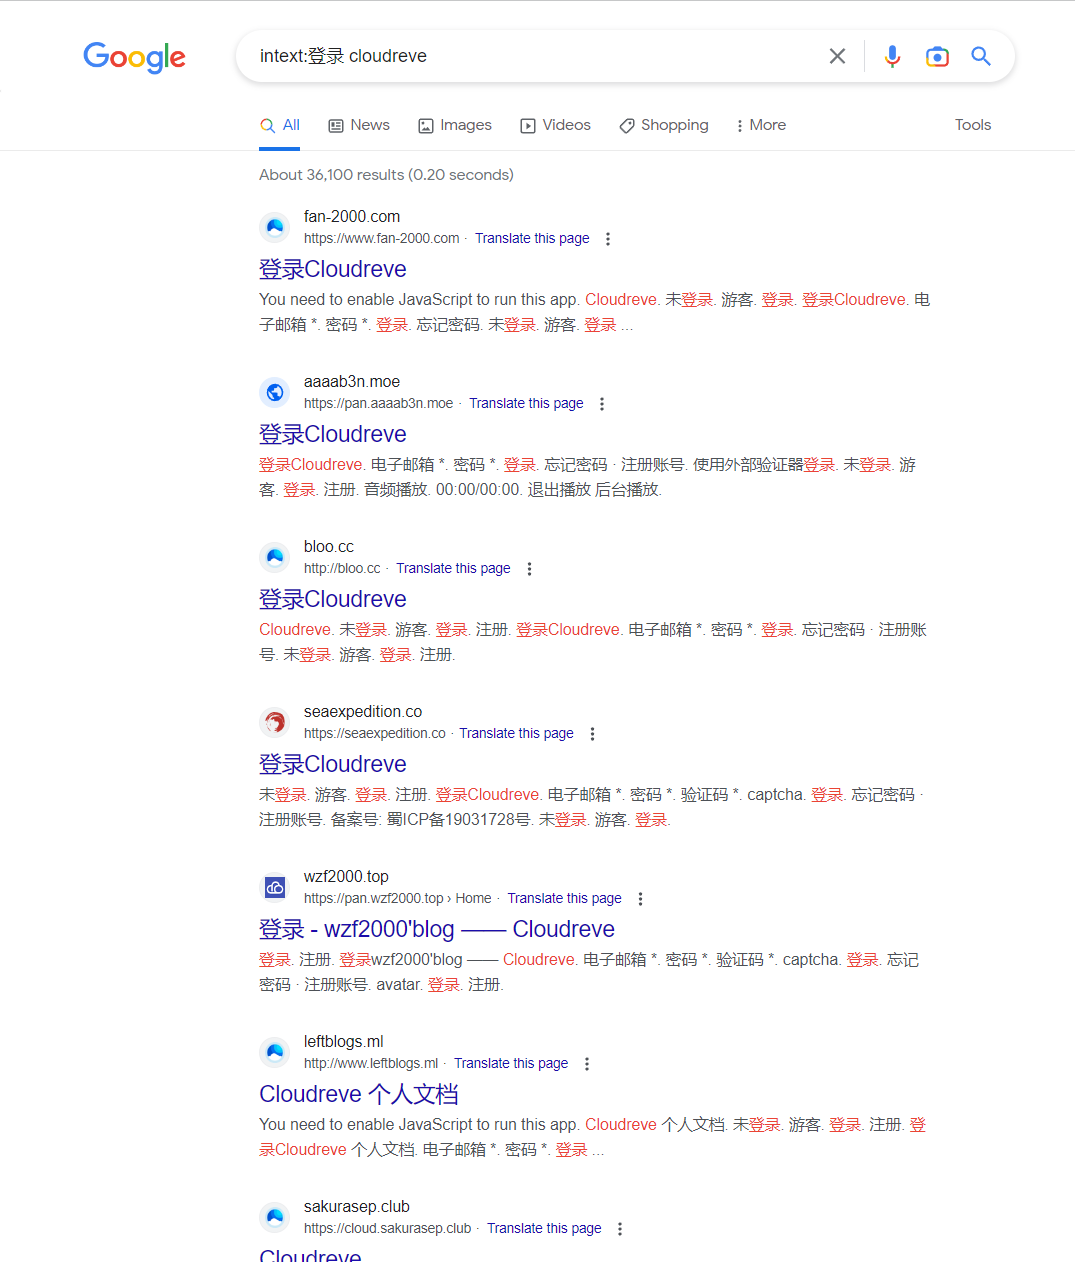 Google
intext:登录 cloudreve
All News Images Videos Shopping More Tools
About 36,100 results (0.20 seconds)
fan-2000.com
https://www.fan-2000.com · Translate this page
登录Cloudreve
You need to enable JavaScript to run this app. Cloudreve. 未登录. 游客. 登录. 登录Cloudreve. 电
子邮箱 *. 密码 *. 登录. 忘记密码. 未登录. 游客. 登录 ...
aaaab3n.moe
https://pan.aaaab3n.moe · Translate this page
登录Cloudreve
登录Cloudreve. 电子邮箱 *. 密码 *. 登录. 忘记密码 · 注册账号. 使用外部验证器登录. 未登录. 游
客. 登录. 注册. 音频播放. 00:00/00:00. 退出播放 后台播放.
bloo.cc
http://bloo.cc · Translate this page
登录Cloudreve
Cloudreve. 未登录. 游客. 登录. 注册. 登录Cloudreve. 电子邮箱 *. 密码 *. 登录. 忘记密码 · 注册账
号. 未登录. 游客. 登录. 注册.
seaexpedition.co
https://seaexpedition.co · Translate this page
登录Cloudreve
未登录. 游客. 登录. 注册. 登录Cloudreve. 电子邮箱 *. 密码 *. 验证码 *. captcha. 登录. 忘记密码 ·
注册账号. 备案号: 蜀ICP备19031728号. 未登录. 游客. 登录.
wzf2000.top
https://pan.wzf2000.top › Home · Translate this page
登录 - wzf2000'blog —— Cloudreve
登录. 注册. 登录wzf2000'blog —— Cloudreve. 电子邮箱 *. 密码 *. 验证码 *. captcha. 登录. 忘记
密码 · 注册账号. avatar. 登录. 注册.
leftblogs.ml
http://www.leftblogs.ml · Translate this page
Cloudreve 个人文档
You need to enable JavaScript to run this app. Cloudreve 个人文档. 未登录. 游客. 登录. 注册. 登
录Cloudreve 个人文档. 电子邮箱 *. 密码 *. 登录 ...
sakurasep.club
https://cloud.sakurasep.club · Translate this page
Cloudreve